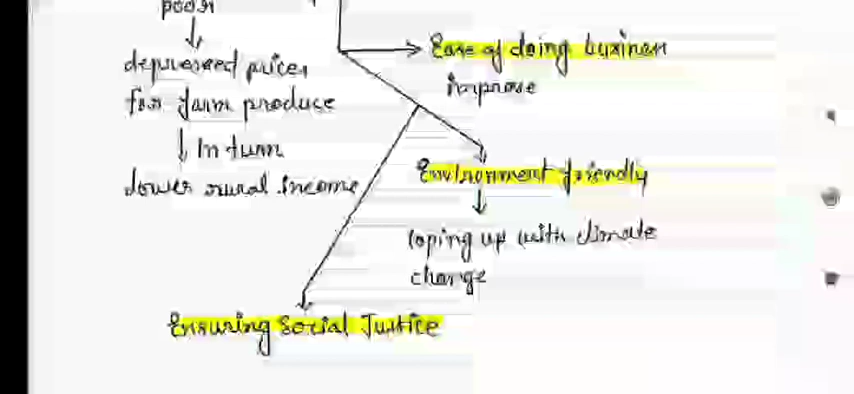 poor
depressed prices
for farm produce
In turn
lower rural income
Ease of doing business
improve
Environment friendly
coping up with climate
change
Ensuring Social Justice